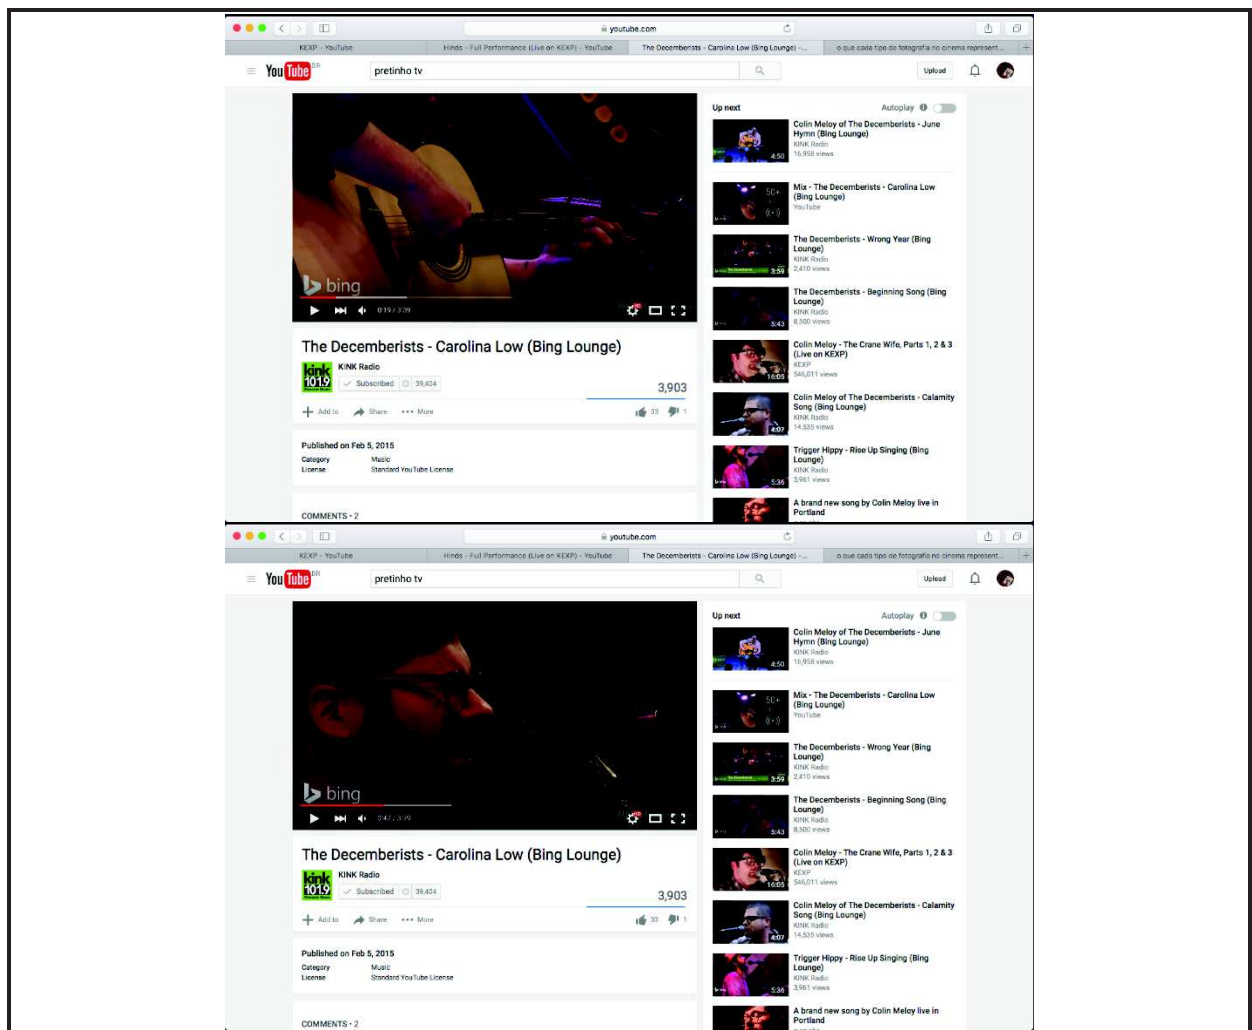 youtube.com
KEXP - YouTube
Hinds - Full Performance (Live on KEXP) - YouTube
The Decemberists - Carolina Low (Bing Lounge) -...
o que cada tipo de fotografia no cinema represent...
YouTube BR
pretinho tv
Upload
bing
0:19 / 3:39
The Decemberists - Carolina Low (Bing Lounge)
kink
101.9
KINK Radio
Subscribed
39,404
3,903
Add to
Share
More
33
1
Published on Feb 5, 2015
Category
Music
License
Standard YouTube License
COMMENTS • 2
Up next
Autoplay
Colin Meloy of The Decemberists - June
Hymn (Bing Lounge)
KINK Radio
16,958 views
4:50
Mix - The Decemberists - Carolina Low
(Bing Lounge)
YouTube
50+
The Decemberists - Wrong Year (Bing
Lounge)
KINK Radio
2,410 views
3:59
The Decemberists - Beginning Song (Bing
Lounge)
KINK Radio
8,500 views
5:43
Colin Meloy - The Crane Wife, Parts 1, 2 & 3
(Live on KEXP)
KEXP
546,011 views
16:05
Colin Meloy of The Decemberists - Calamity
Song (Bing Lounge)
KINK Radio
14,535 views
4:07
Trigger Hippy - Rise Up Singing (Bing
Lounge)
KINK Radio
3,961 views
5:36
A brand new song by Colin Meloy live in
Portland
youtube.com
KEXP - YouTube
Hinds - Full Performance (Live on KEXP) - YouTube
The Decemberists - Carolina Low (Bing Lounge) -...
o que cada tipo de fotografia no cinema represent...
YouTube BR
pretinho tv
Upload
bing
0:47 / 3:39
The Decemberists - Carolina Low (Bing Lounge)
kink
101.9
KINK Radio
Subscribed
39,404
3,903
Add to
Share
More
33
1
Published on Feb 5, 2015
Category
Music
License
Standard YouTube License
COMMENTS • 2
Up next
Autoplay
Colin Meloy of The Decemberists - June
Hymn (Bing Lounge)
KINK Radio
16,958 views
4:50
Mix - The Decemberists - Carolina Low
(Bing Lounge)
YouTube
50+
The Decemberists - Wrong Year (Bing
Lounge)
KINK Radio
2,410 views
3:59
The Decemberists - Beginning Song (Bing
Lounge)
KINK Radio
8,500 views
5:43
Colin Meloy - The Crane Wife, Parts 1, 2 & 3
(Live on KEXP)
KEXP
546,011 views
16:05
Colin Meloy of The Decemberists - Calamity
Song (Bing Lounge)
KINK Radio
14,535 views
4:07
Trigger Hippy - Rise Up Singing (Bing
Lounge)
KINK Radio
3,961 views
5:36
A brand new song by Colin Meloy live in
Portland